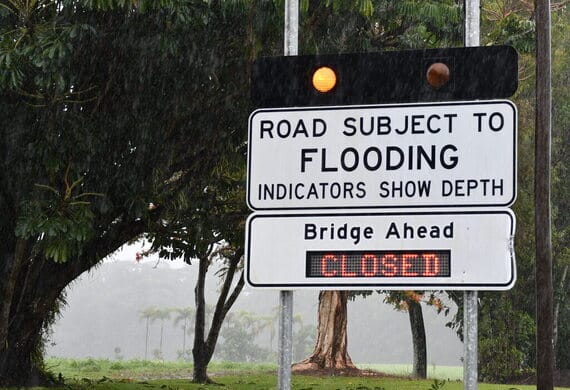 ROAD SUBJECT TO
FLOODING
INDICATORS SHOW DEPTH
Bridge Ahead
CLOSED